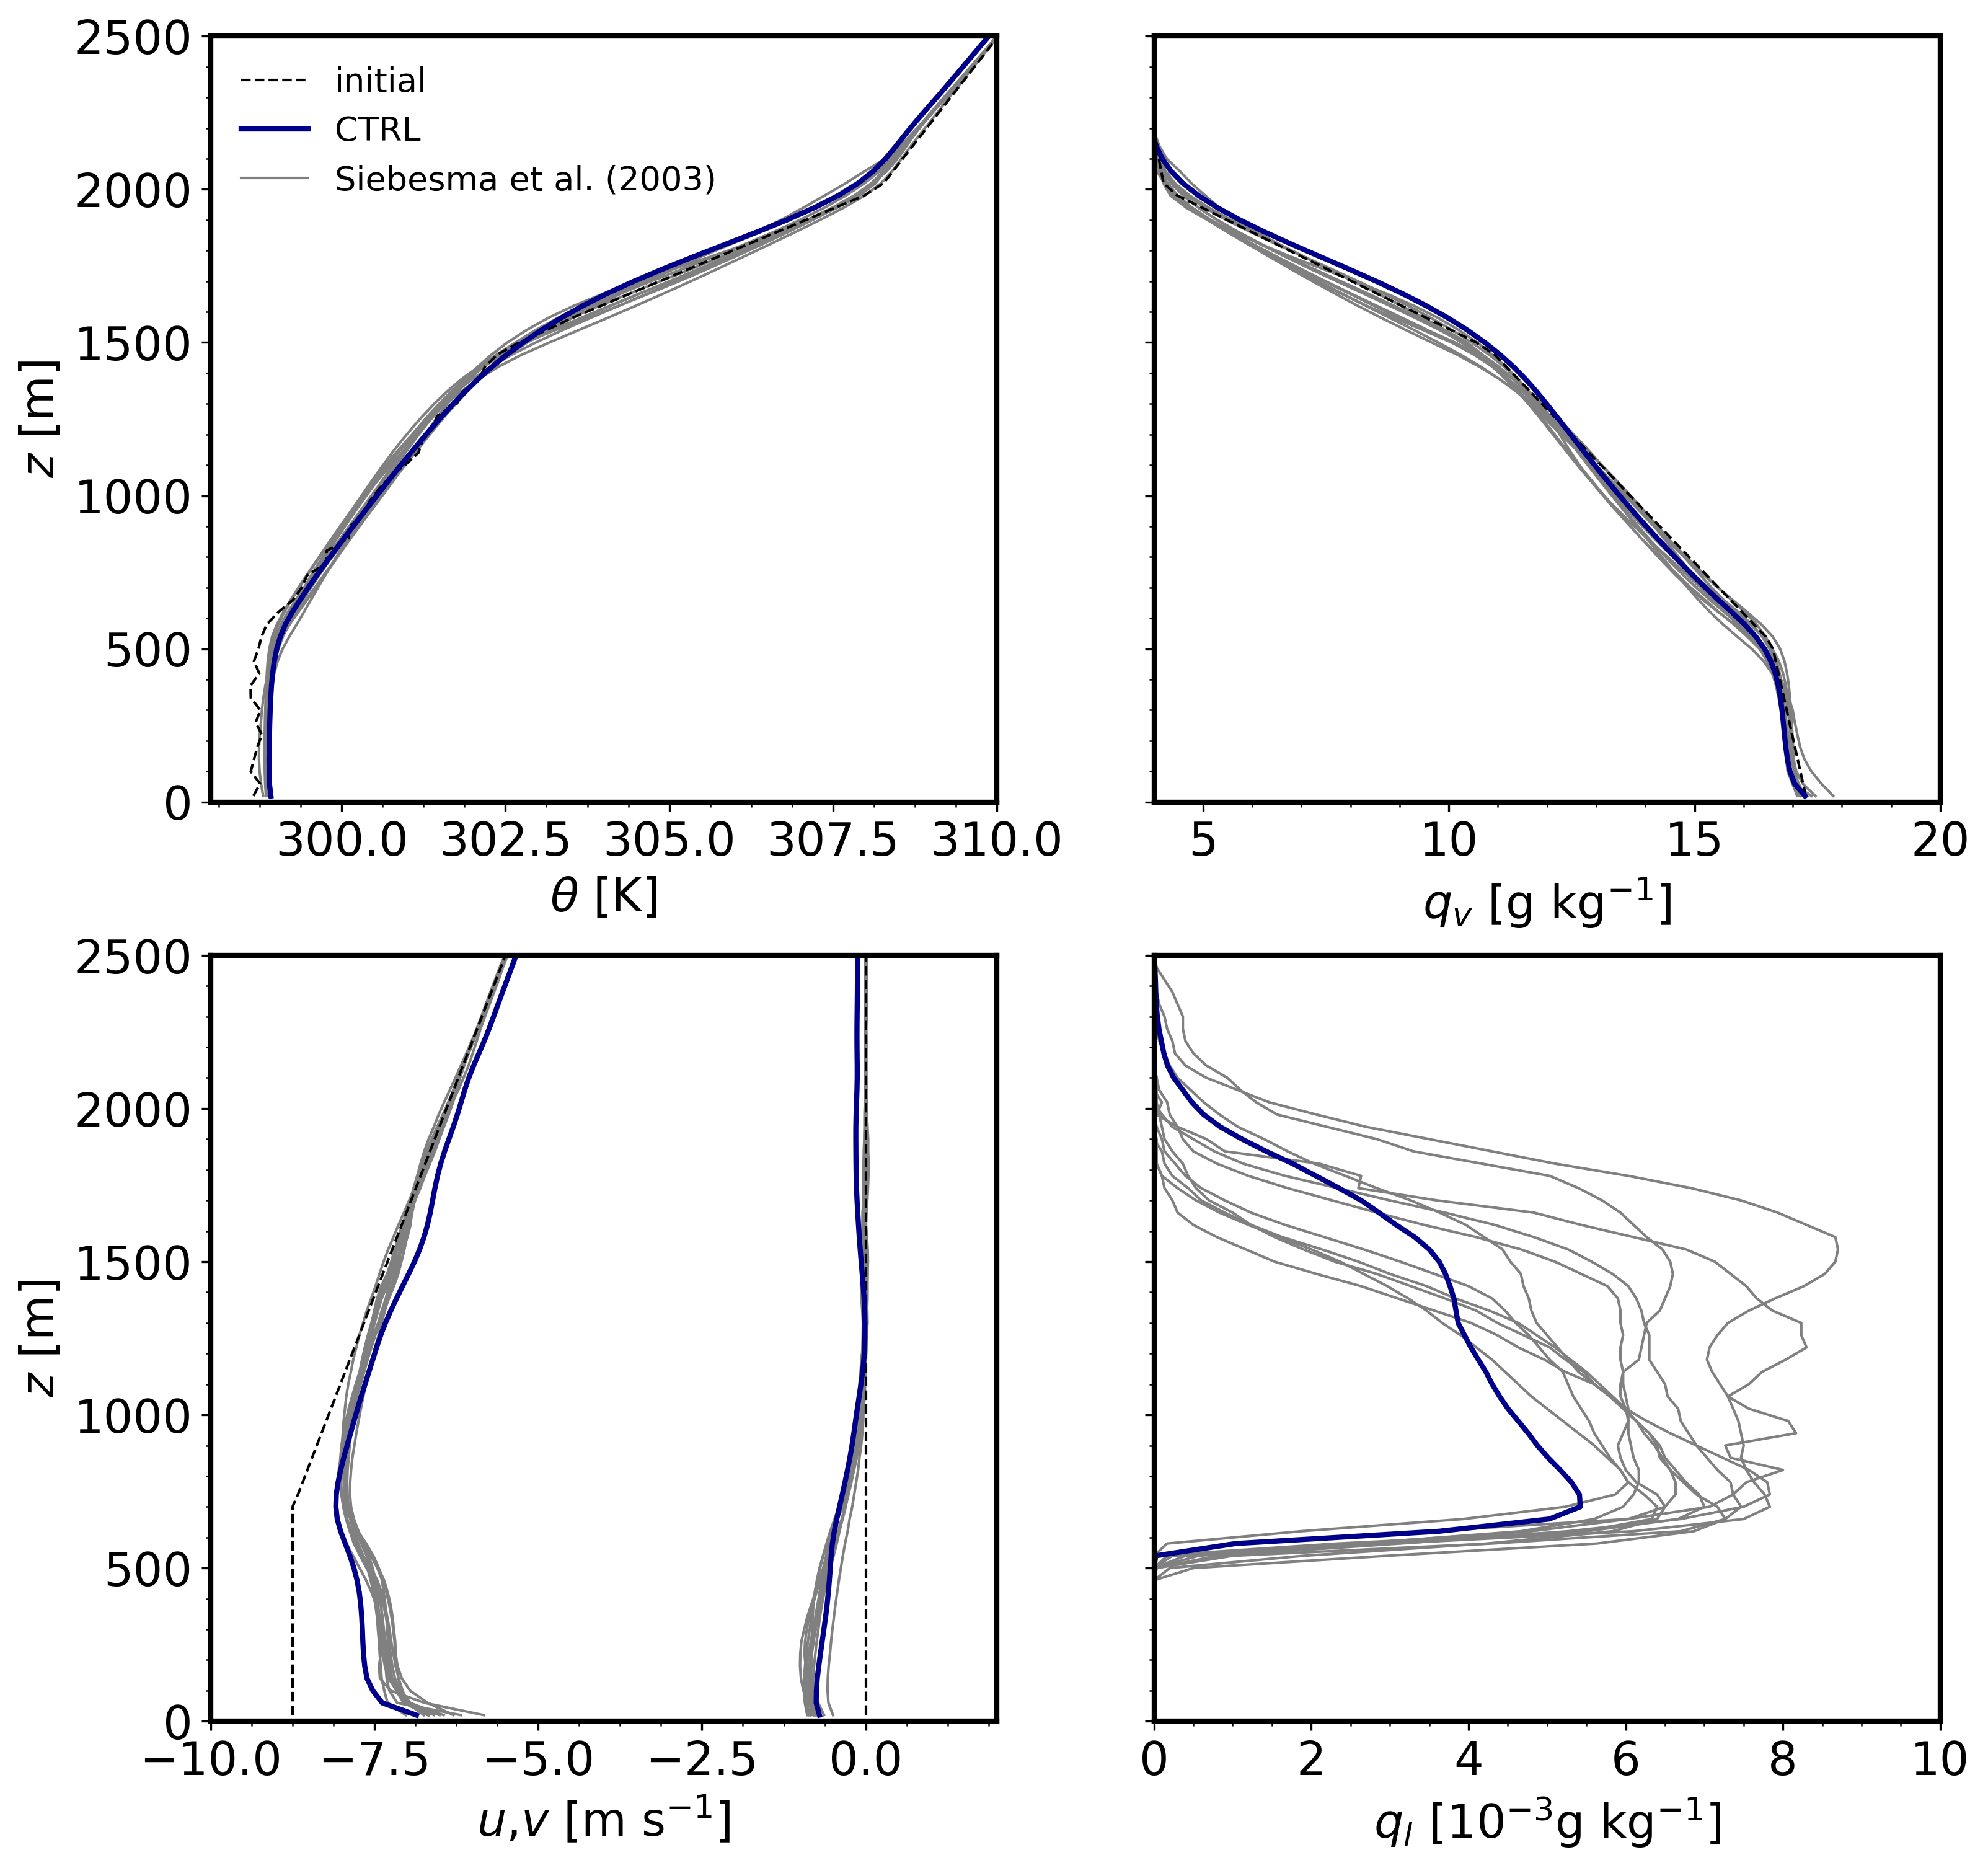 2500
2000
1500
1000
500
0
z [m]
initial
CTRL
Siebesma et al. (2003)
300.0 302.5 305.0 307.5 310.0
θ [K]
5 10 15 20
q_v [g kg⁻¹]
2500
2000
1500
1000
500
0
z [m]
−10.0 −7.5 −5.0 −2.5 0.0
u,v [m s⁻¹]
0 2 4 6 8 10
q_l [10⁻³g kg⁻¹]